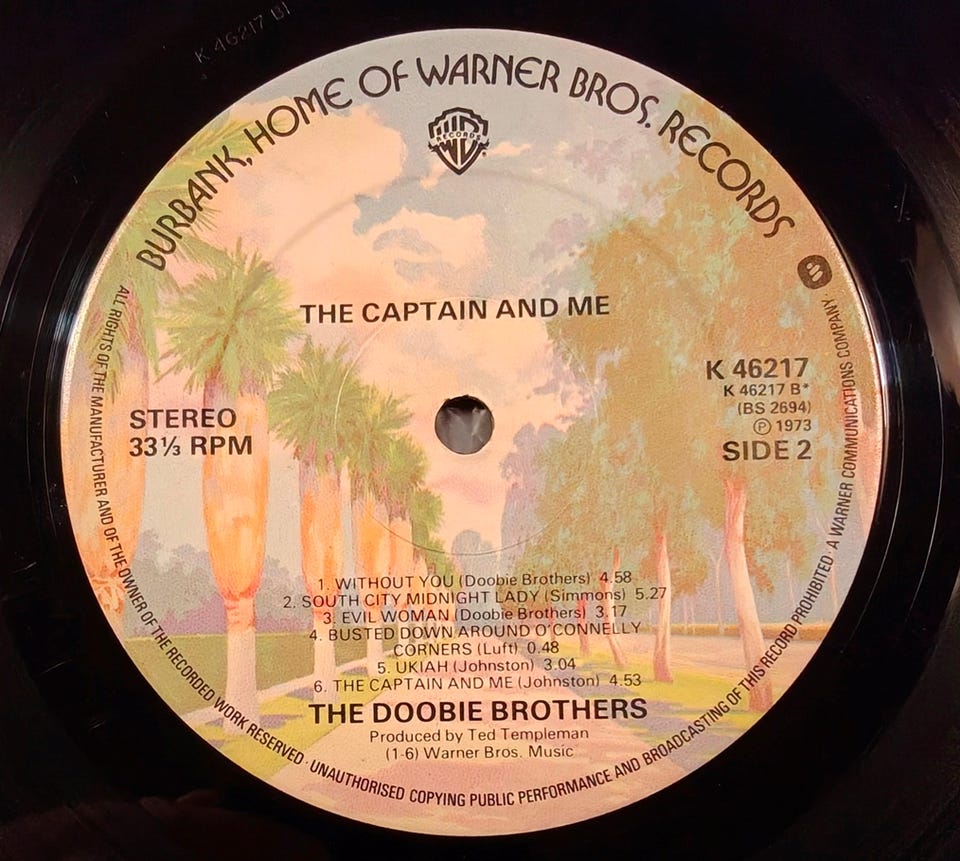 K 46217 B1
BURBANK, HOME OF WARNER BROS. RECORDS
WB
RECORDS
THE CAPTAIN AND ME
STEREO
33⅓ RPM
K 46217
K 46217 B*
(BS 2694)
℗ 1973
SIDE 2
1. WITHOUT YOU (Doobie Brothers) 4.58
2. SOUTH CITY MIDNIGHT LADY (Simmons) 5.27
3. EVIL WOMAN (Doobie Brothers) 3.17
4. BUSTED DOWN AROUND O'CONNELLY
CORNERS (Luft) 0.48
5. UKIAH (Johnston) 3.04
6. THE CAPTAIN AND ME (Johnston) 4.53
THE DOOBIE BROTHERS
Produced by Ted Templeman
(1-6) Warner Bros. Music
ALL RIGHTS OF THE MANUFACTURER AND OF THE OWNER OF THE RECORDED WORK RESERVED · UNAUTHORISED COPYING PUBLIC PERFORMANCE AND BROADCASTING OF THIS RECORD PROHIBITED · A WARNER COMMUNICATIONS COMPANY